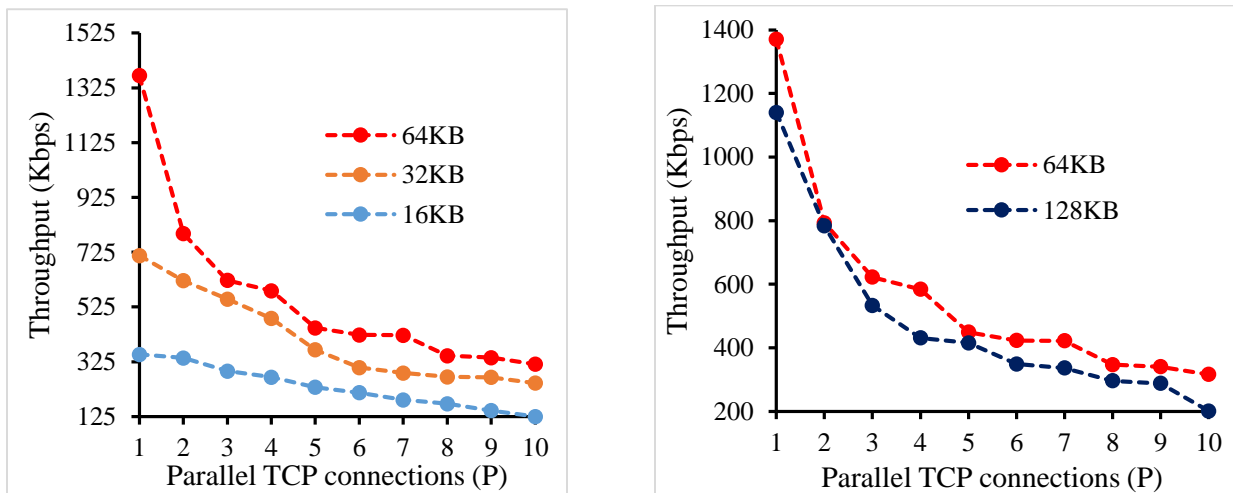 1525
1325
1125
925
725
525
325
125
Throughput (Kbps)
64KB
32KB
16KB
1 2 3 4 5 6 7 8 9 10
Parallel TCP connections (P)
1400
1200
1000
800
600
400
200
Throughput (Kbps)
64KB
128KB
1 2 3 4 5 6 7 8 9 10
Parallel TCP connections (P)